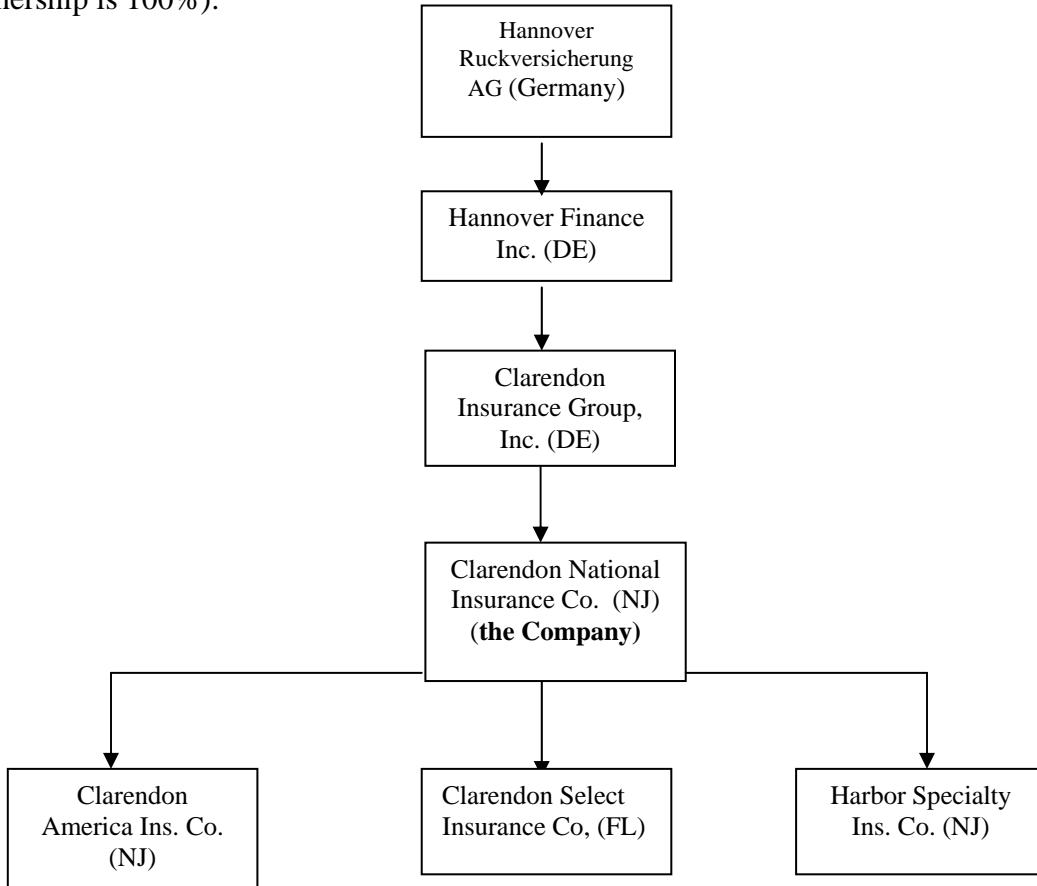 nership is 100%).
Hannover
Ruckversicherung
AG (Germany)
Hannover Finance
Inc. (DE)
Clarendon
Insurance Group,
Inc. (DE)
Clarendon National
Insurance Co. (NJ)
(the Company)
Clarendon
America Ins. Co.
(NJ)
Clarendon Select
Insurance Co, (FL)
Harbor Specialty
Ins. Co. (NJ)